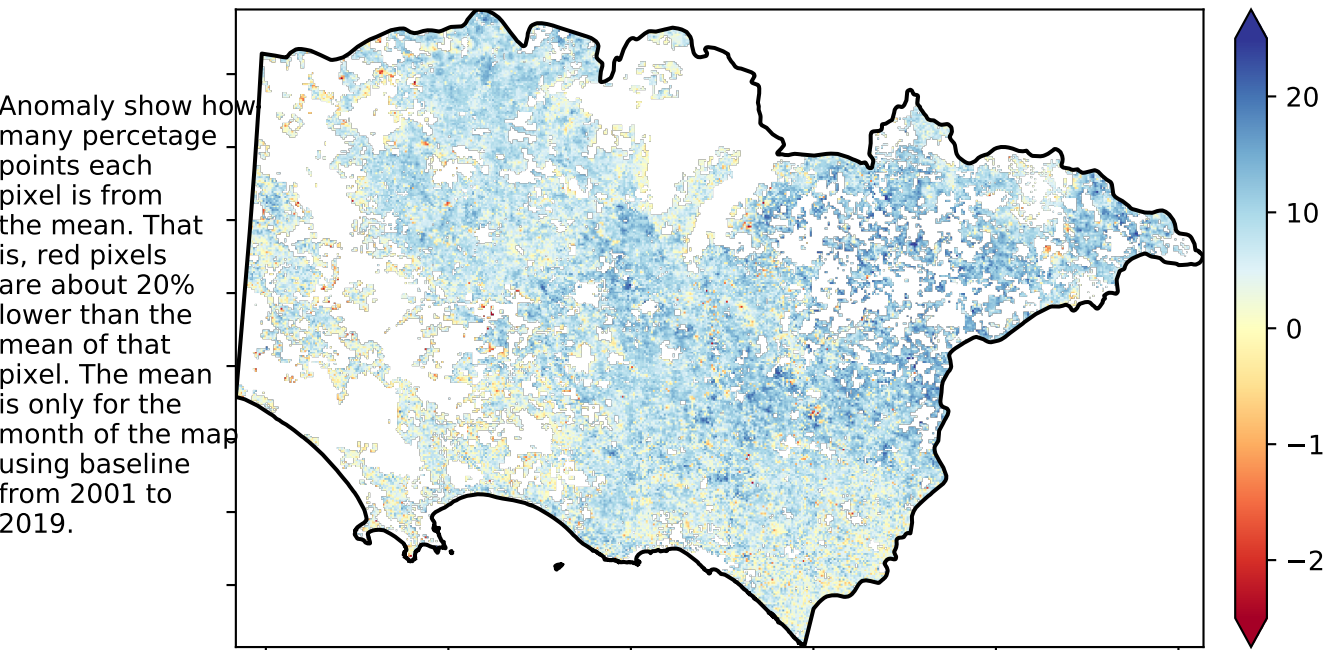 Anomaly show how
many percetage
points each
pixel is from
the mean. That
is, red pixels
are about 20%
lower than the
mean of that
pixel. The mean
is only for the
month of the map
using baseline
from 2001 to
2019.
20
10
0
−1
−2